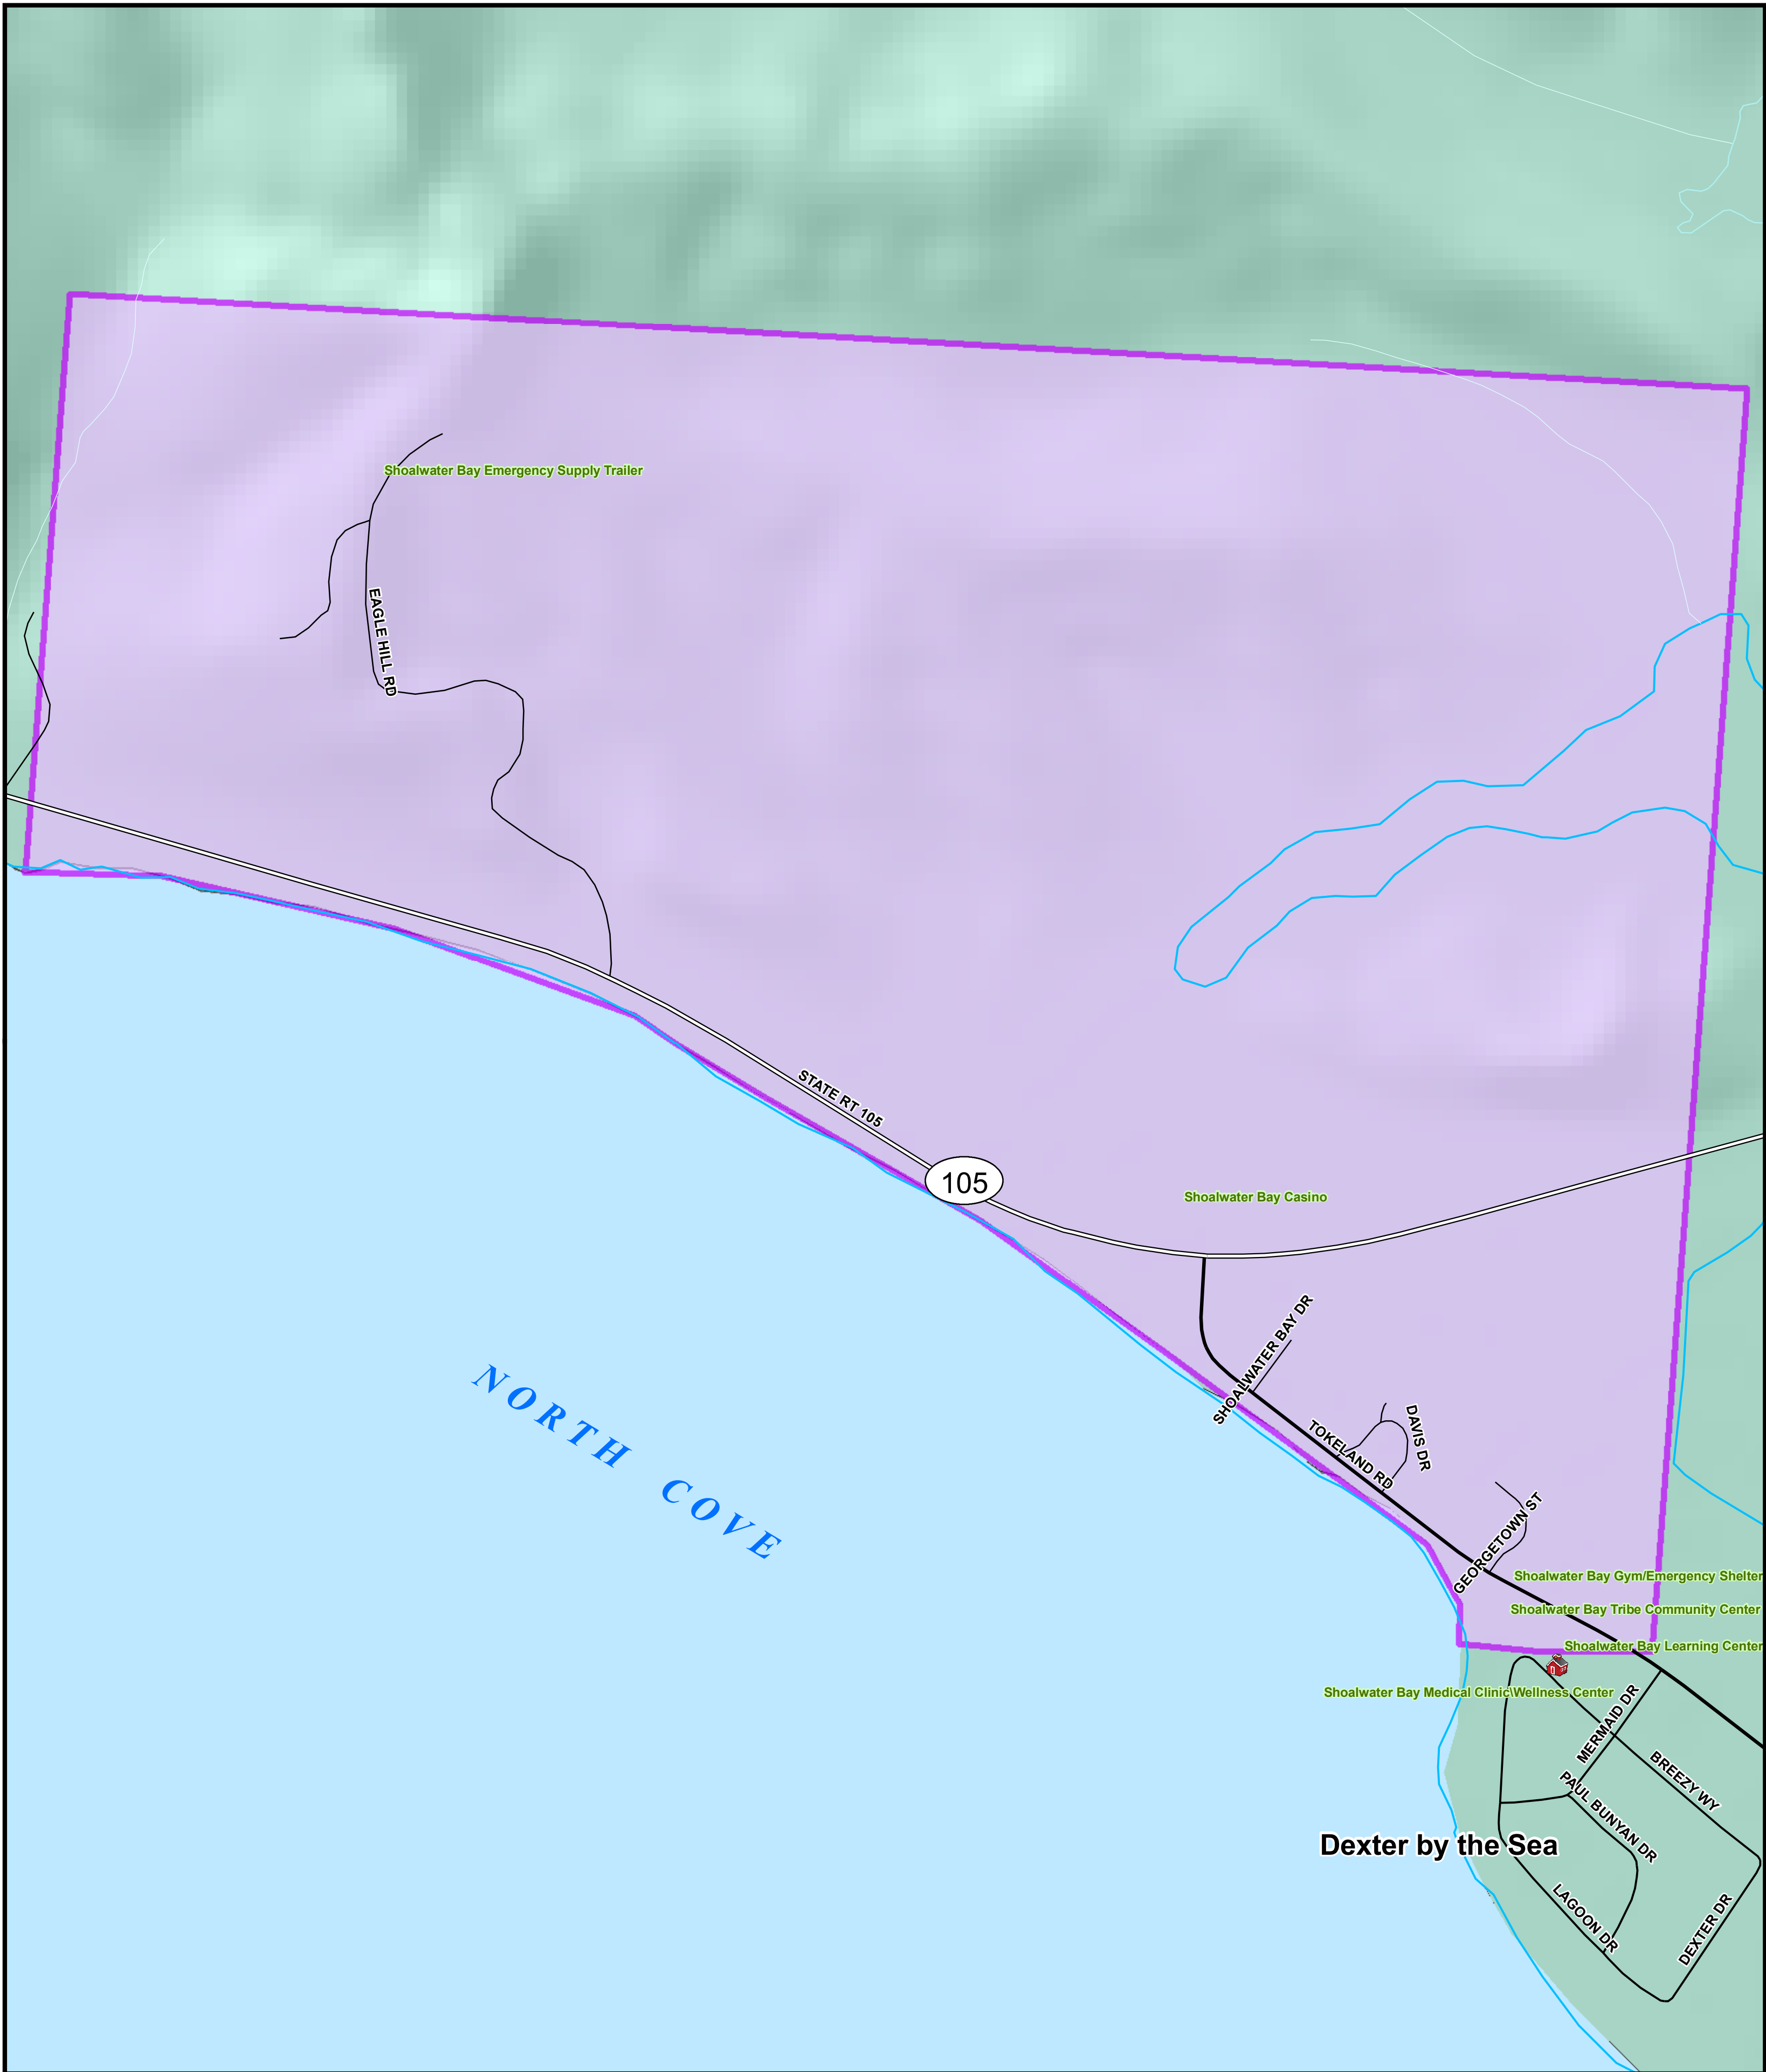 Shoalwater Bay Emergency Supply Trailer
EAGLE HILL RD
STATE RT 105
105
Shoalwater Bay Casino
SHOALWATER BAY DR
NORTH COVE
TOKELAND RD
DAVIS DR
GEORGETOWN ST
Shoalwater Bay Gym/Emergency Shelter
Shoalwater Bay Tribe Community Center
Shoalwater Bay Learning Center
Shoalwater Bay Medical Clinic\Wellness Center
MERMAID DR
BREEZY WY
PAUL BUNYAN DR
Dexter by the Sea
LAGOON DR
DEXTER DR